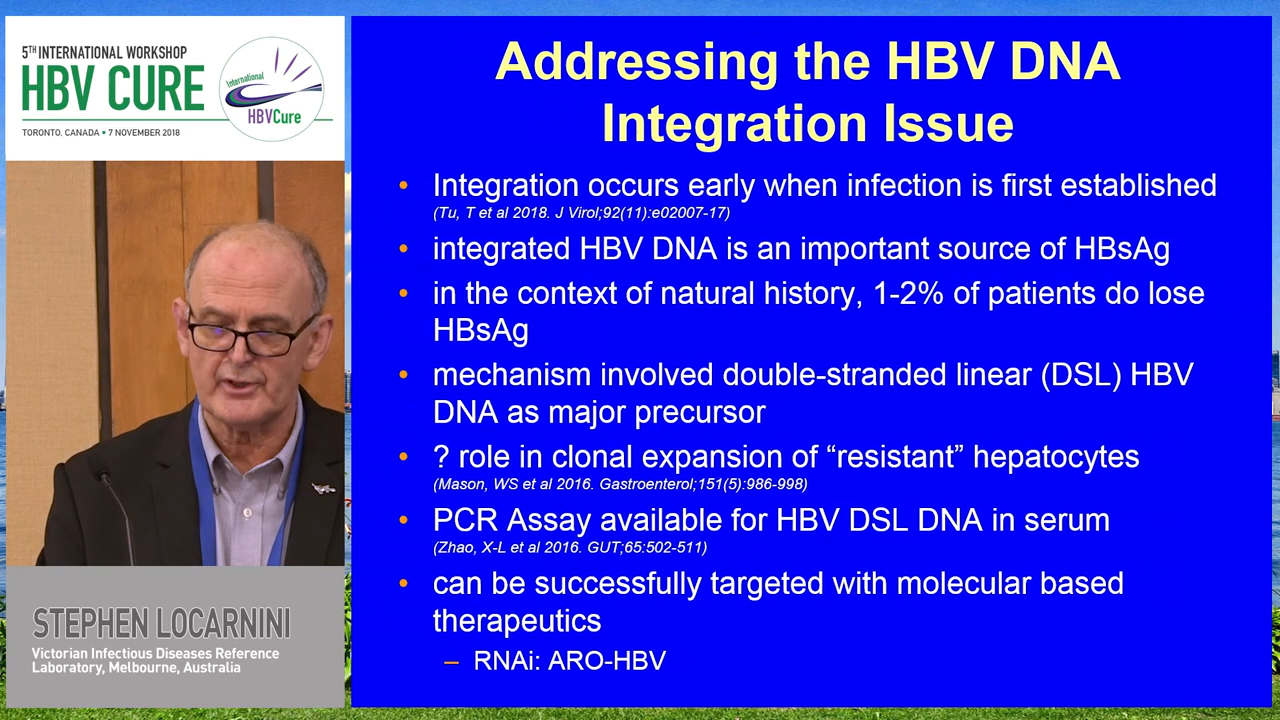 5TH INTERNATIONAL WORKSHOP
HBV CURE
TORONTO, CANADA • 7 NOVEMBER 2018
International
HBVCure
STEPHEN LOCARNINI
Victorian Infectious Diseases Reference
Laboratory, Melbourne, Australia
Addressing the HBV DNA
Integration Issue
• Integration occurs early when infection is first established
(Tu, T et al 2018. J Virol;92(11):e02007-17)
• integrated HBV DNA is an important source of HBsAg
• in the context of natural history, 1-2% of patients do lose
HBsAg
• mechanism involved double-stranded linear (DSL) HBV
DNA as major precursor
• ? role in clonal expansion of “resistant” hepatocytes
(Mason, WS et al 2016. Gastroenterol;151(5):986-998)
• PCR Assay available for HBV DSL DNA in serum
(Zhao, X-L et al 2016. GUT;65:502-511)
• can be successfully targeted with molecular based
therapeutics
– RNAi: ARO-HBV